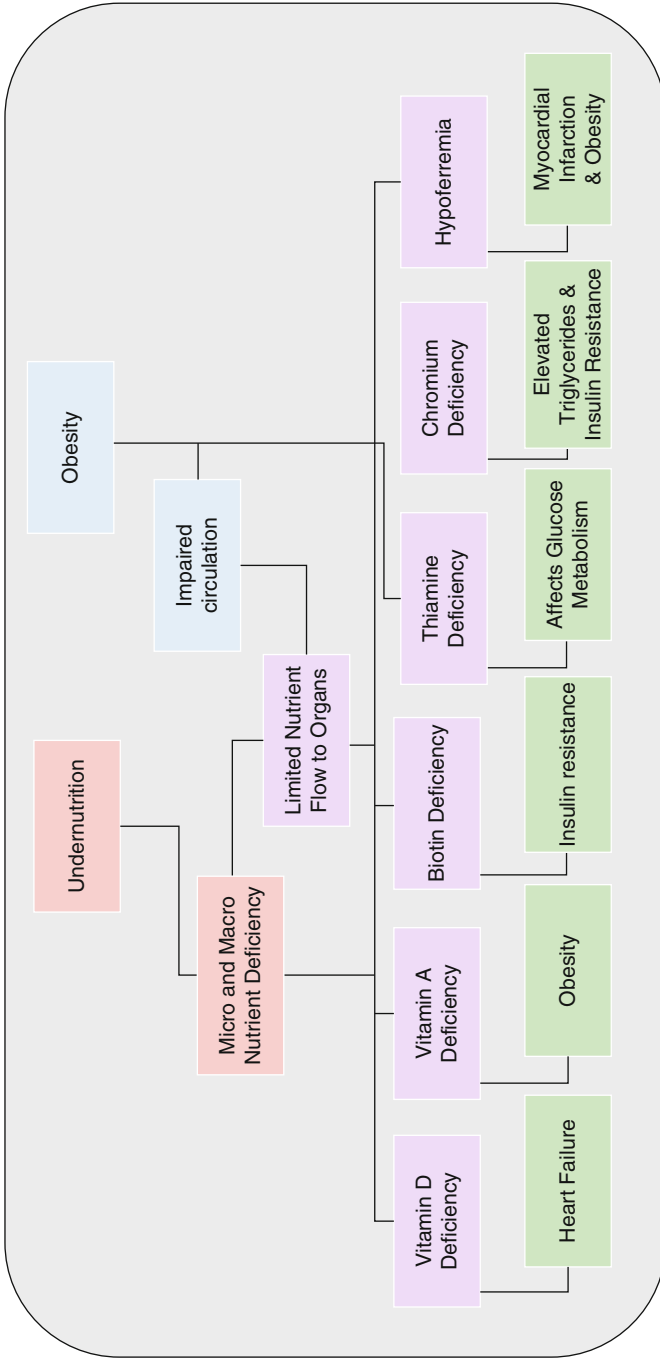 Undernutrition
Obesity
Micro and Macro
Nutrient Deficiency
Impaired
circulation
Limited Nutrient
Flow to Organs
Vitamin D
Deficiency
Vitamin A
Deficiency
Biotin Deficiency
Thiamine
Deficiency
Chromium
Deficiency
Hypoferremia
Heart Failure
Obesity
Insulin resistance
Affects Glucose
Metabolism
Elevated
Triglycerides &
Insulin Resistance
Myocardial
Infarction
& Obesity